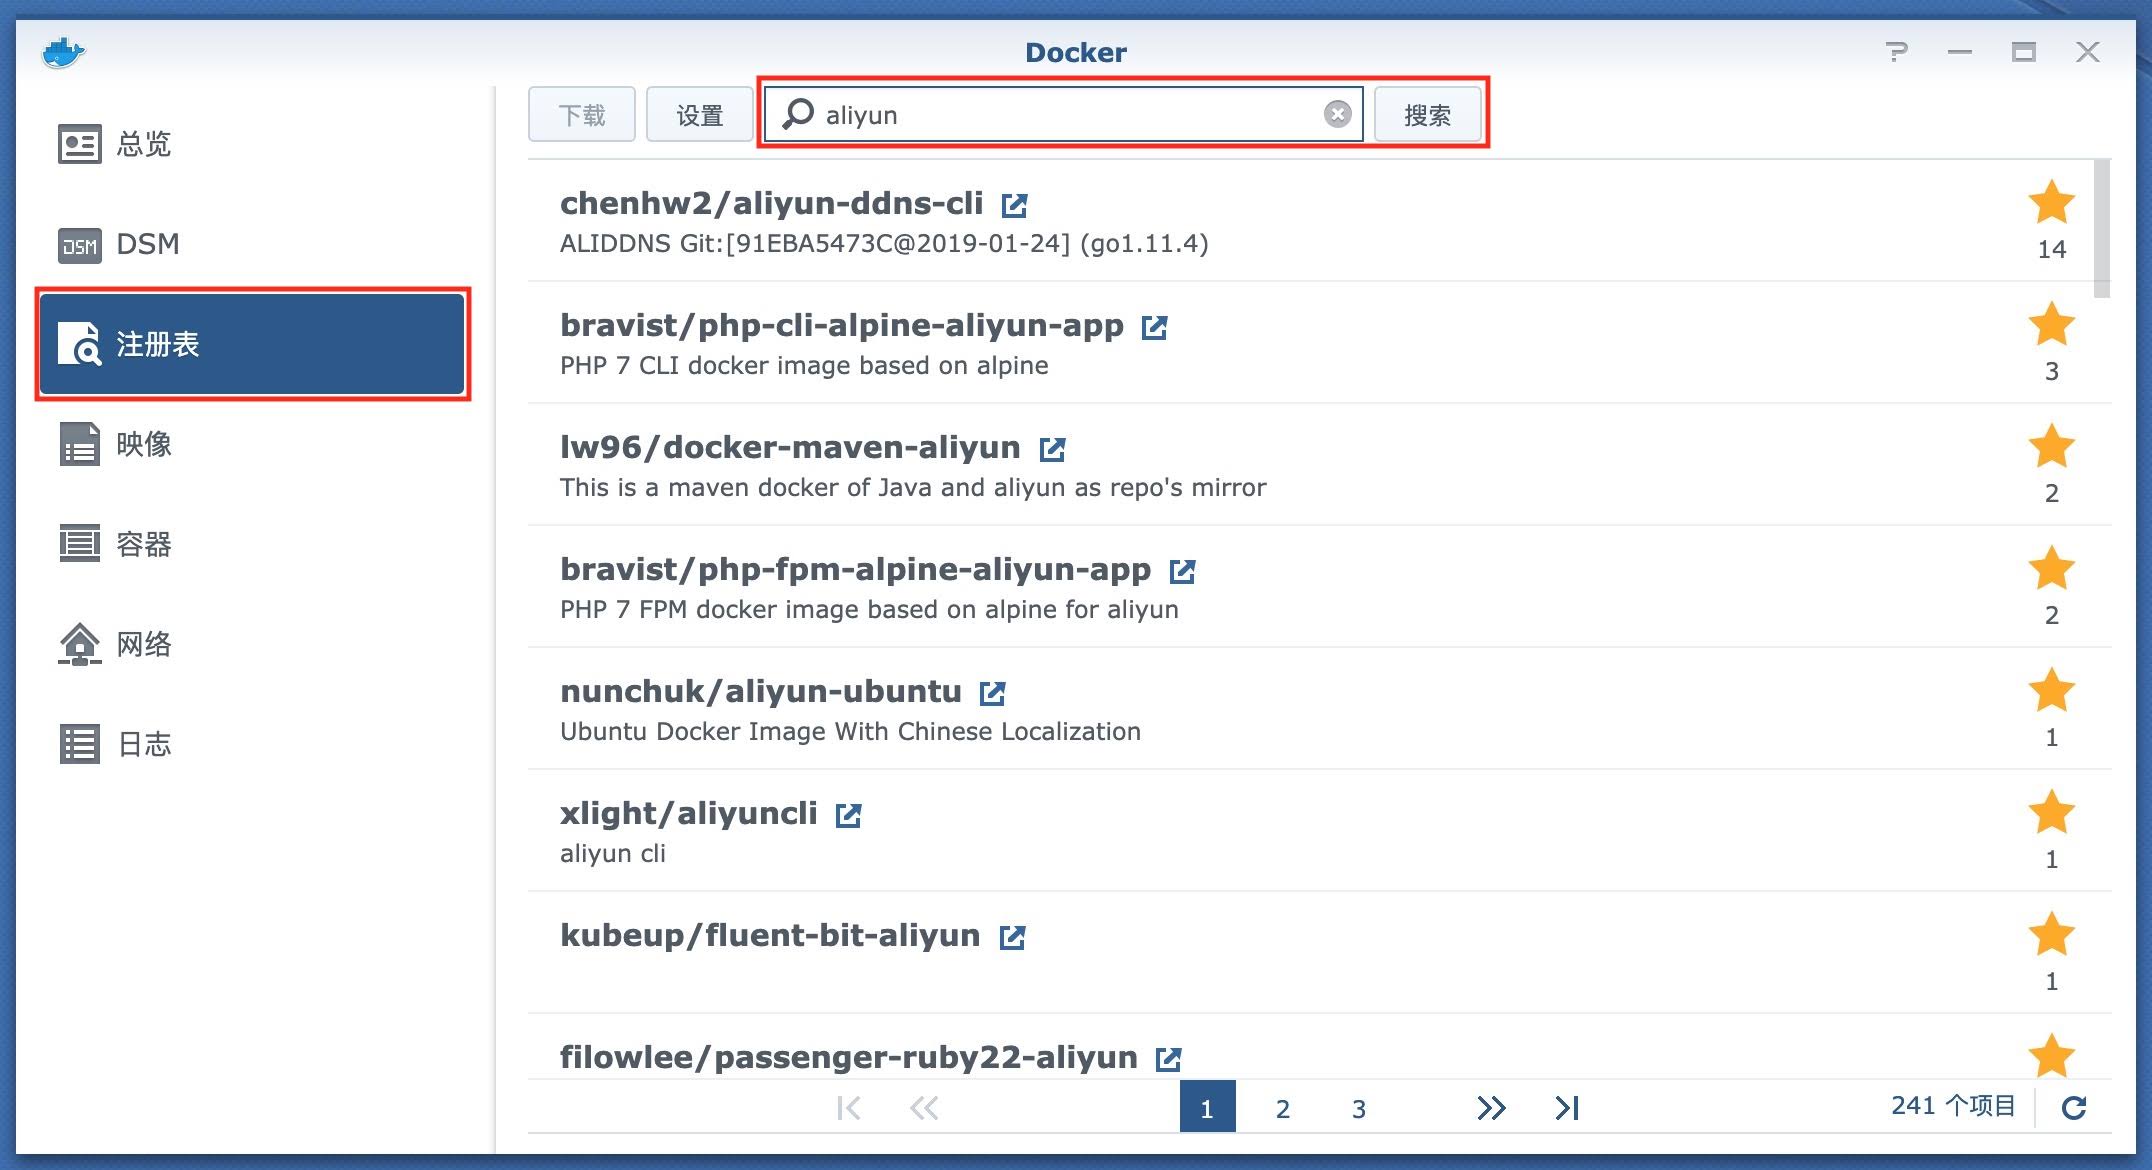 Docker
下载
设置
aliyun
搜索
总览
DSM
DSM
注册表
映像
容器
网络
日志
chenhw2/aliyun-ddns-cli
ALIDDNS Git:[91EBA5473C@2019-01-24] (go1.11.4)
14
bravist/php-cli-alpine-aliyun-app
PHP 7 CLI docker image based on alpine
3
lw96/docker-maven-aliyun
This is a maven docker of Java and aliyun as repo's mirror
2
bravist/php-fpm-alpine-aliyun-app
PHP 7 FPM docker image based on alpine for aliyun
2
nunchuk/aliyun-ubuntu
Ubuntu Docker Image With Chinese Localization
1
xlight/aliyuncli
aliyun cli
1
kubeup/fluent-bit-aliyun
1
filowlee/passenger-ruby22-aliyun
1
2
3
241 个项目